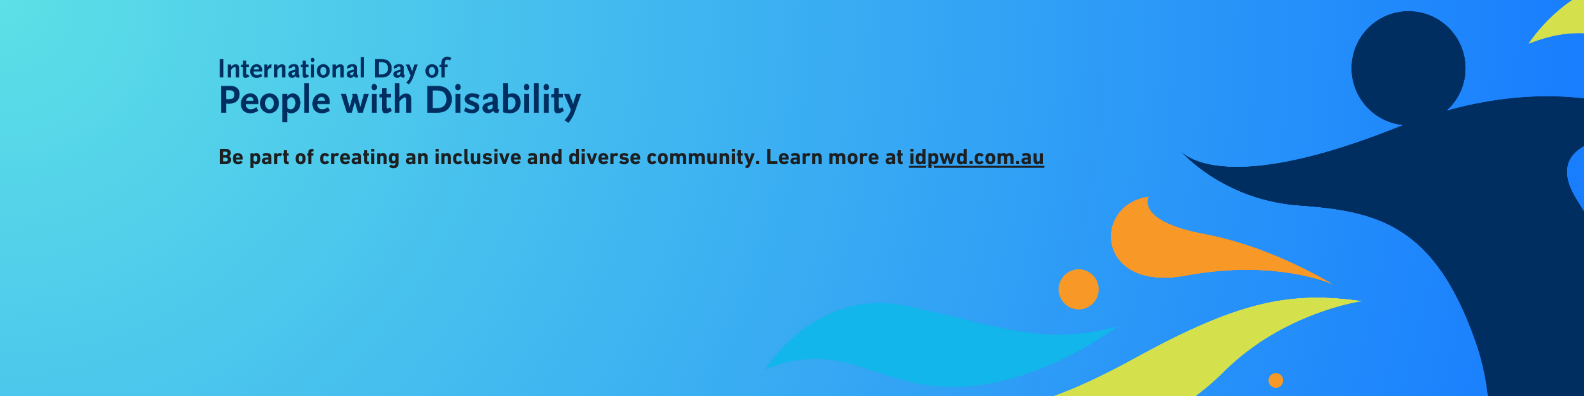 International Day of
People with Disability
Be part of creating an inclusive and diverse community. Learn more at idpwd.com.au